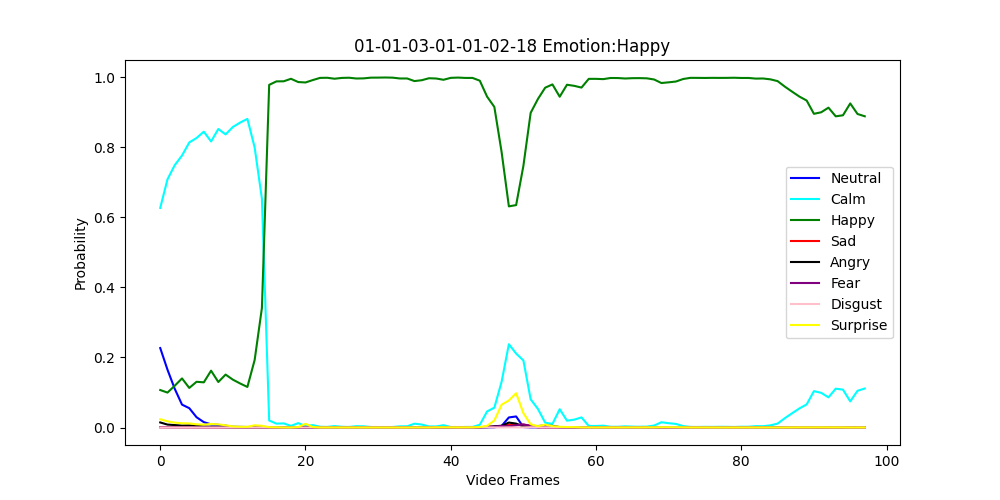 01-01-03-01-01-02-18 Emotion:Happy
1.0
0.8
0.6
0.4
0.2
0.0
Probability
0 20 40 60 80 100
Video Frames
Neutral
Calm
Happy
Sad
Angry
Fear
Disgust
Surprise